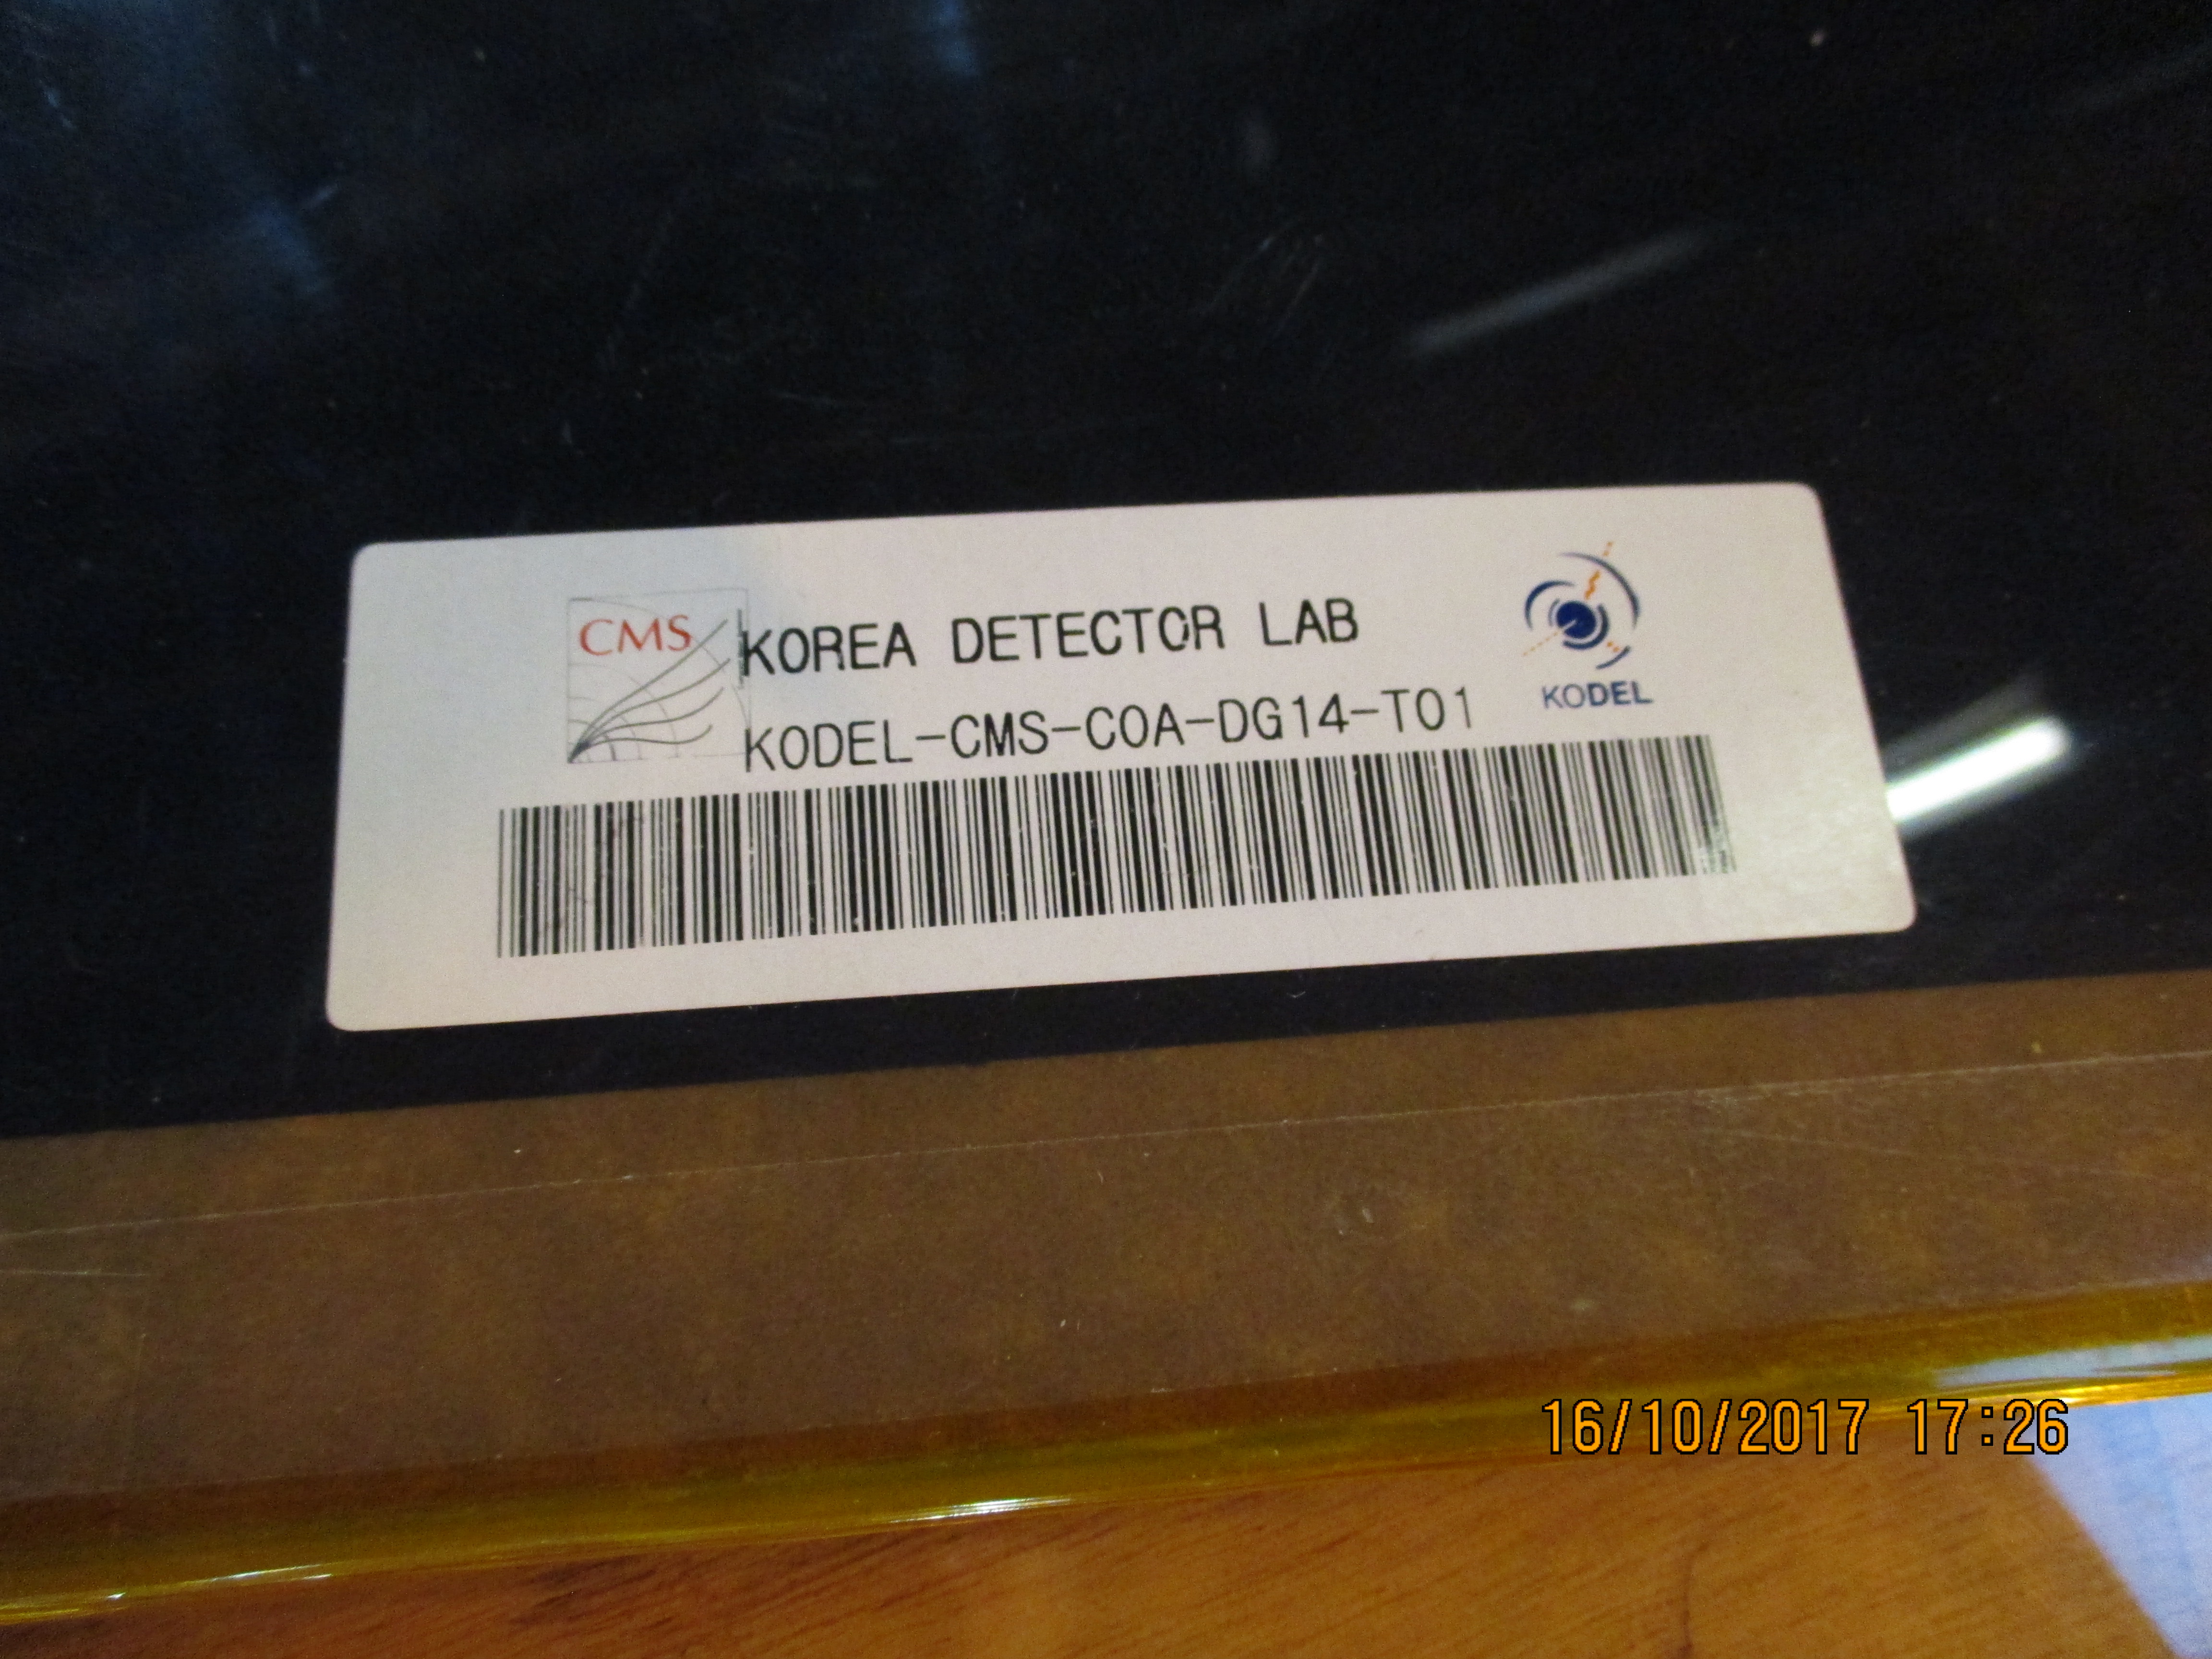 CMS
KOREA DETECTOR LAB
KODEL-CMS-COA-DG14-T01
KODEL
16/10/2017 17:26